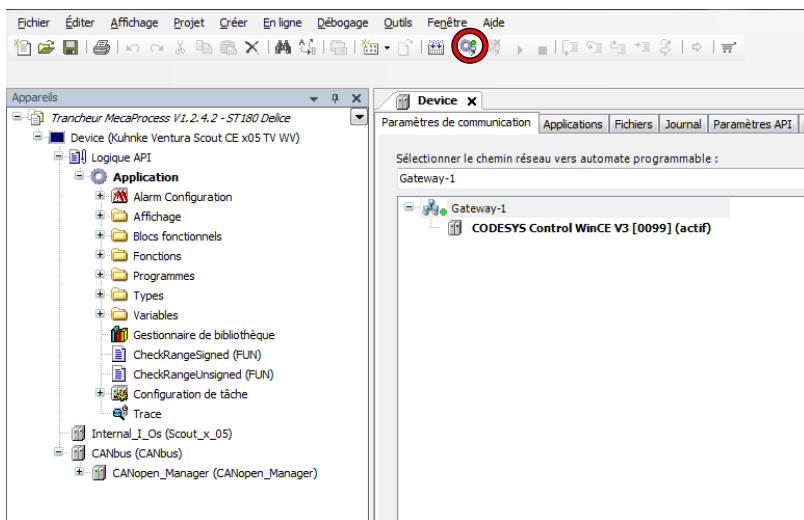 Fichier Éditer Affichage Projet Créer En ligne Débogage Outils Fenêtre Aide
Appareils
Trancheur MecaProcess V1.2.4.2 - ST180 Delice
Device (Kuhnke Ventura Scout CE x05 TV WV)
Logique API
Application
Alarm Configuration
Affichage
Blocs fonctionnels
Fonctions
Programmes
Types
Variables
Gestionnaire de bibliothèque
CheckRangeSigned (FUN)
CheckRangeUnsigned (FUN)
Configuration de tâche
Trace
Internal_I_Os (Scout_x_05)
CANbus (CANbus)
CANopen_Manager (CANopen_Manager)
Device
Paramètres de communication Applications Fichiers Journal Paramètres API
Sélectionner le chemin réseau vers automate programmable :
Gateway-1
Gateway-1
CODESYS Control WinCE V3 [0099] (actif)